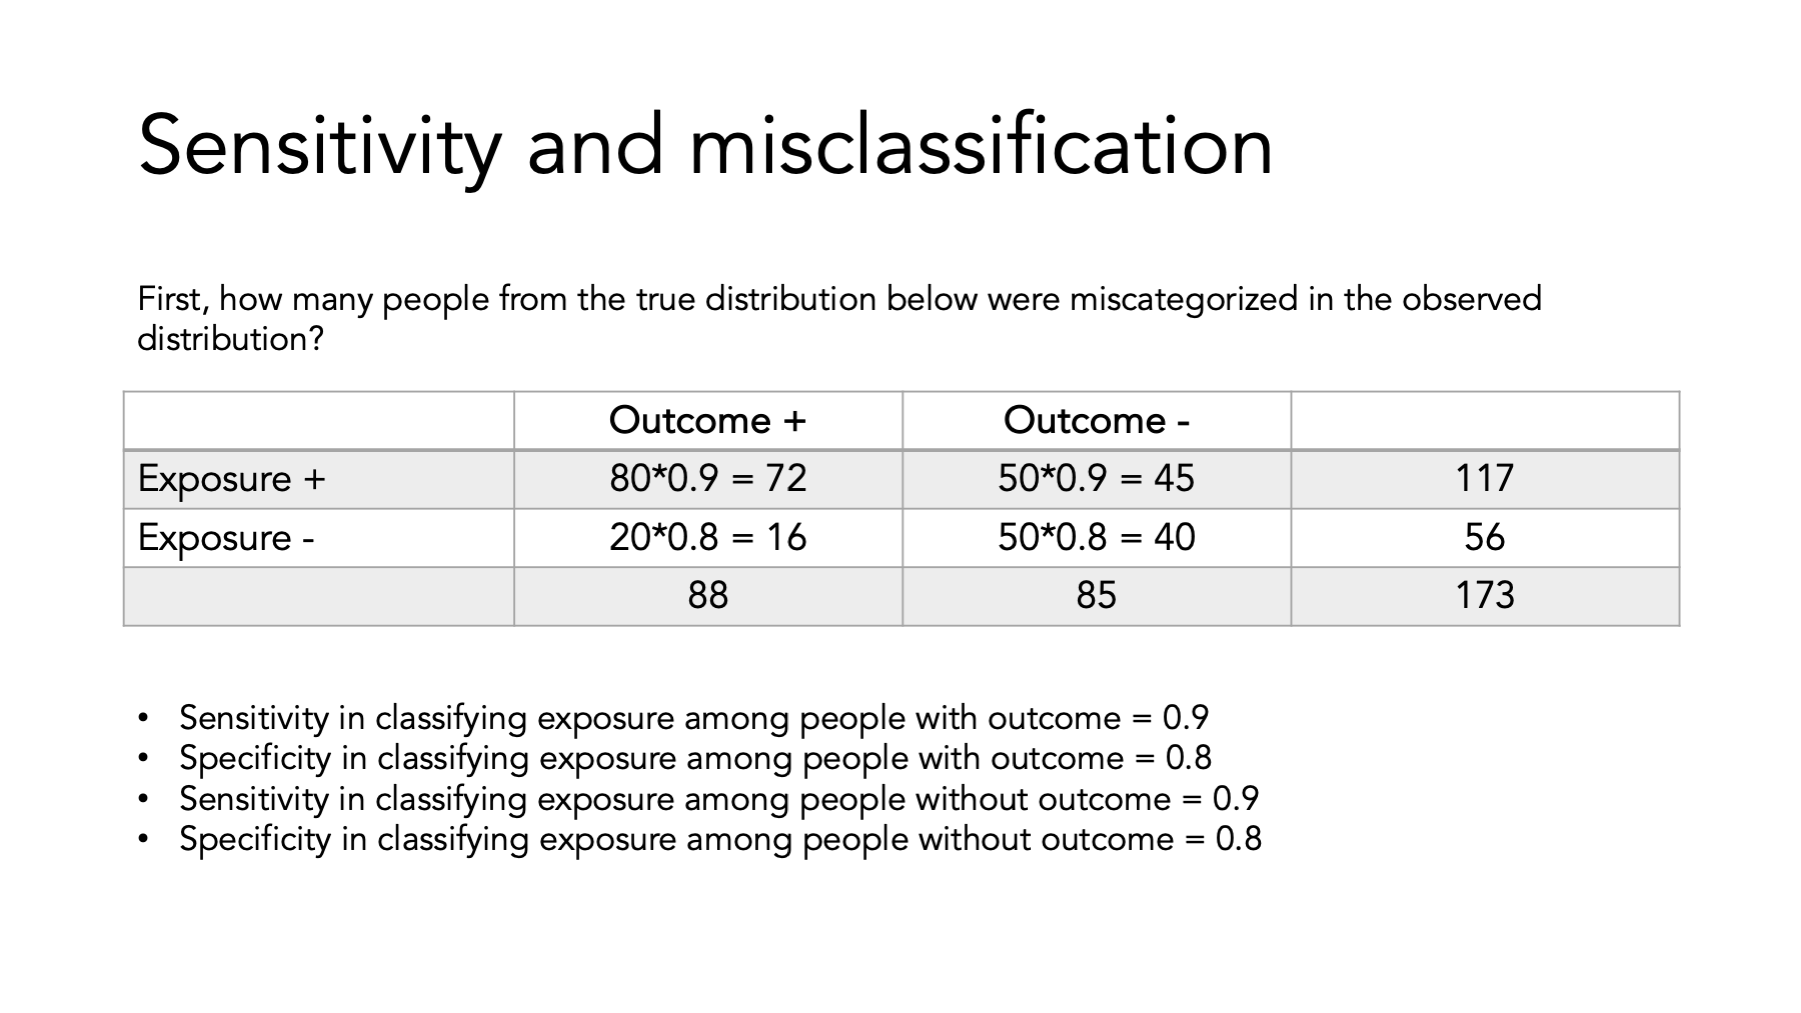 Sensitivity and misclassification
First, how many people from the true distribution below were miscategorized in the observed
distribution?
Outcome + Outcome -
Exposure + 80*0.9 = 72 50*0.9 = 45 117
Exposure - 20*0.8 = 16 50*0.8 = 40 56
88 85 173
• Sensitivity in classifying exposure among people with outcome = 0.9
• Specificity in classifying exposure among people with outcome = 0.8
• Sensitivity in classifying exposure among people without outcome = 0.9
• Specificity in classifying exposure among people without outcome = 0.8